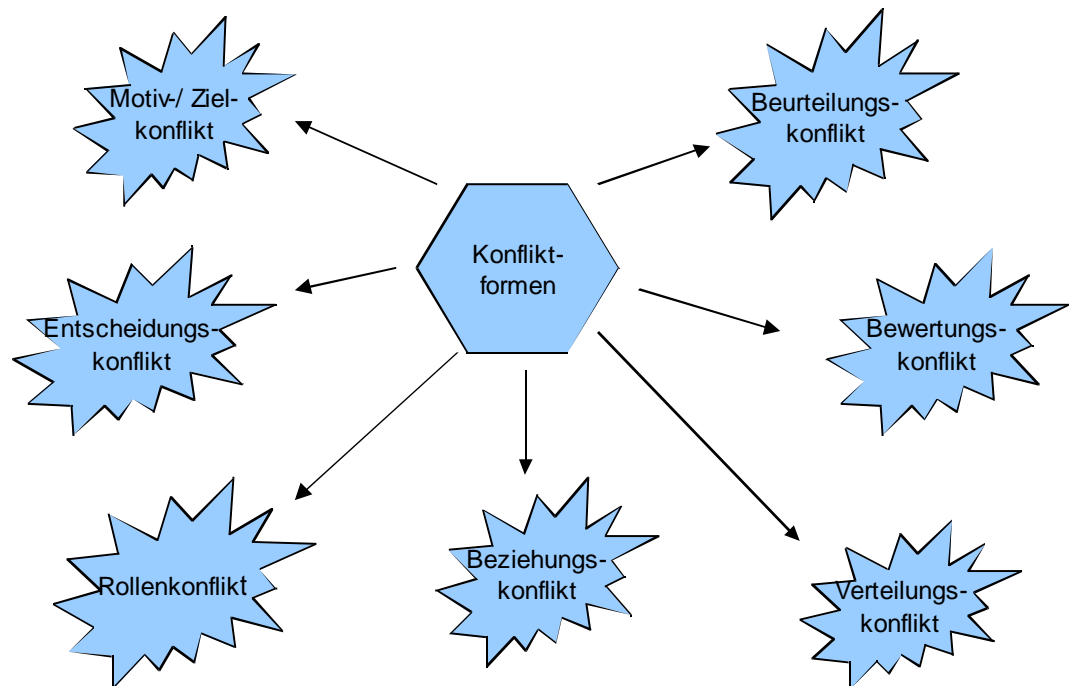 Motiv-/ Ziel-
konflikt
Beurteilungs-
konflikt
Konflikt-
formen
Entscheidungs-
konflikt
Bewertungs-
konflikt
Rollenkonflikt
Beziehungs-
konflikt
Verteilungs-
konflikt